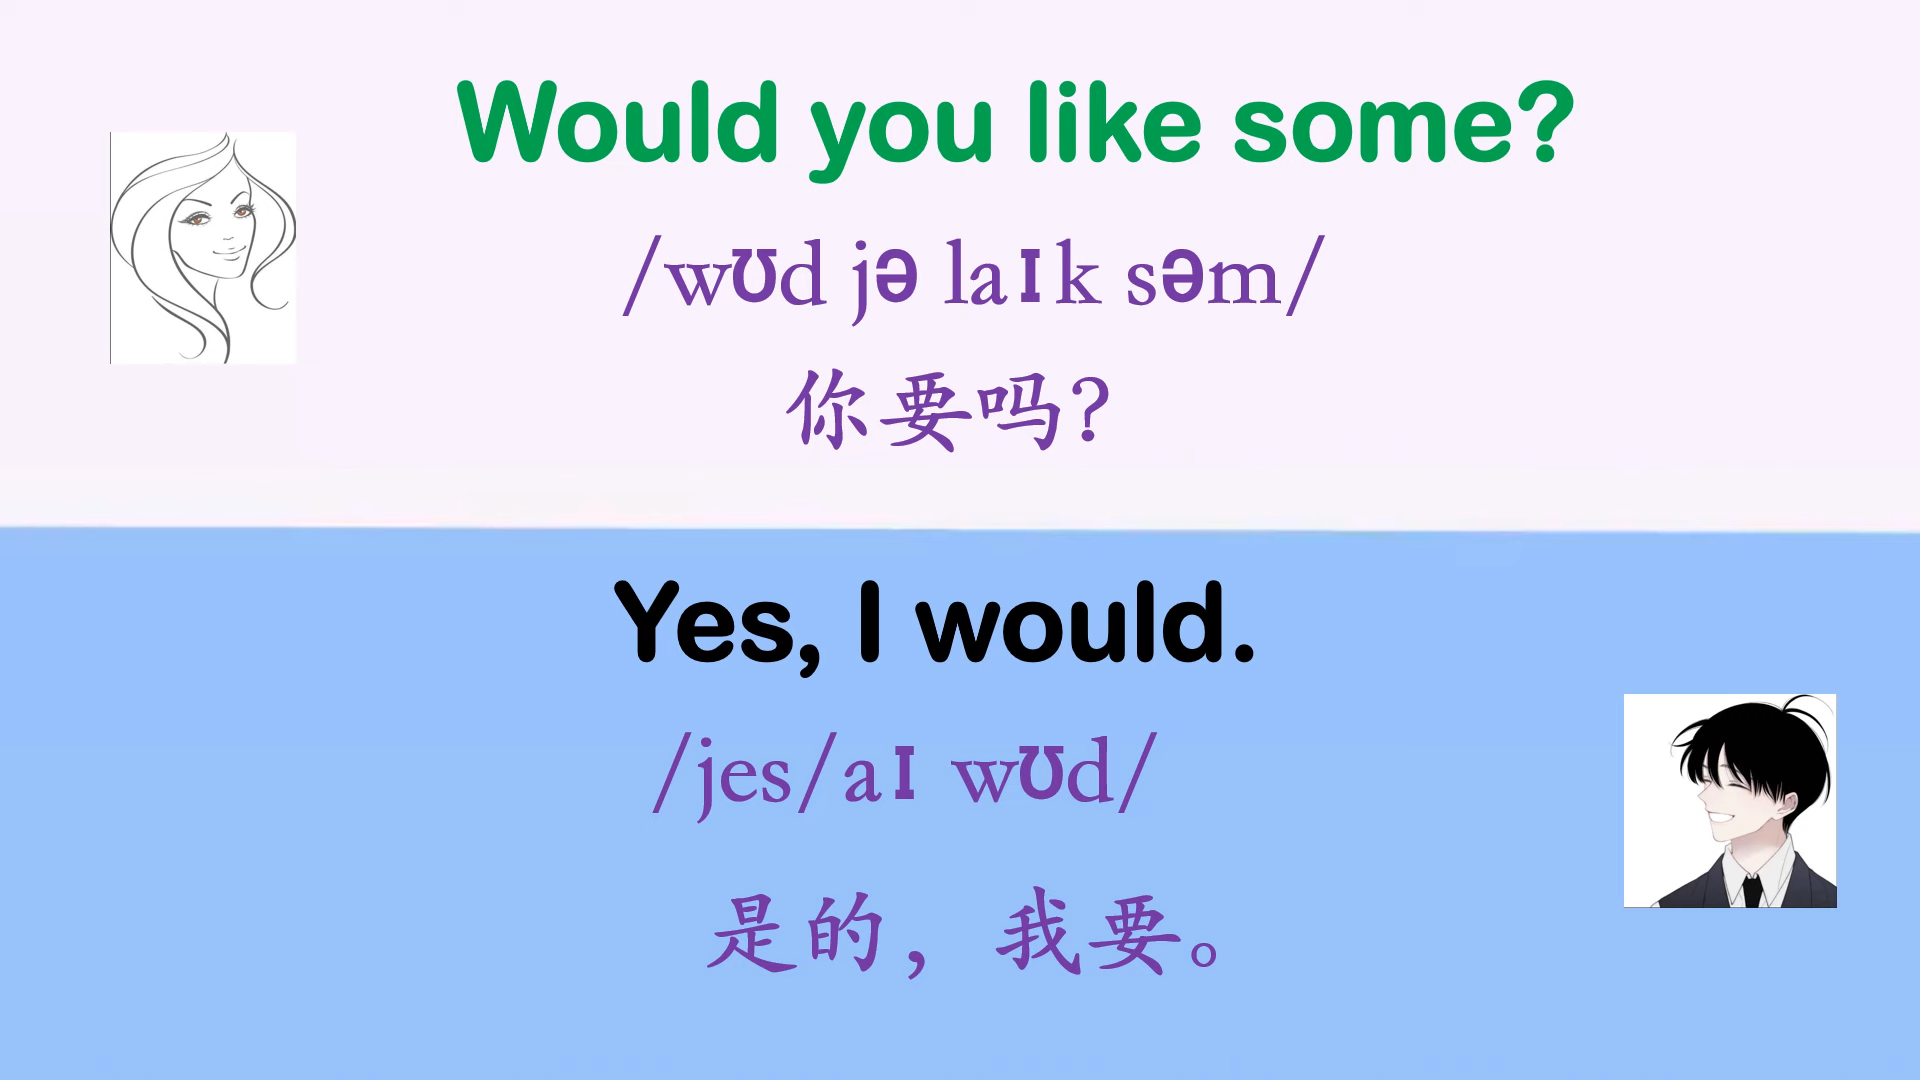 Would you like some?
/wʊd jə laɪk səm/
你要吗？
Yes, I would.
/jes/aɪ wʊd/
是的，我要。